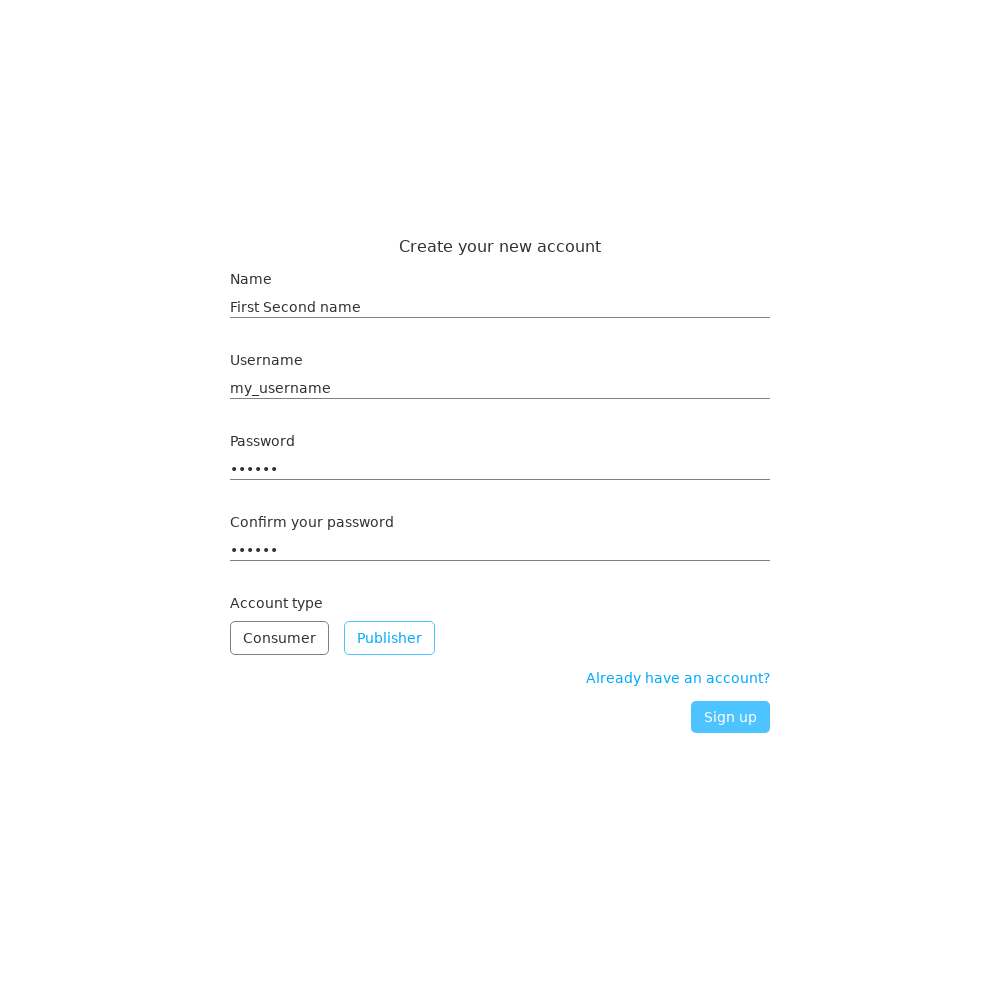 Create your new account
Name
First Second name
Username
my_username
Password
••••••
Confirm your password
••••••
Account type
Consumer Publisher
Already have an account?
Sign up